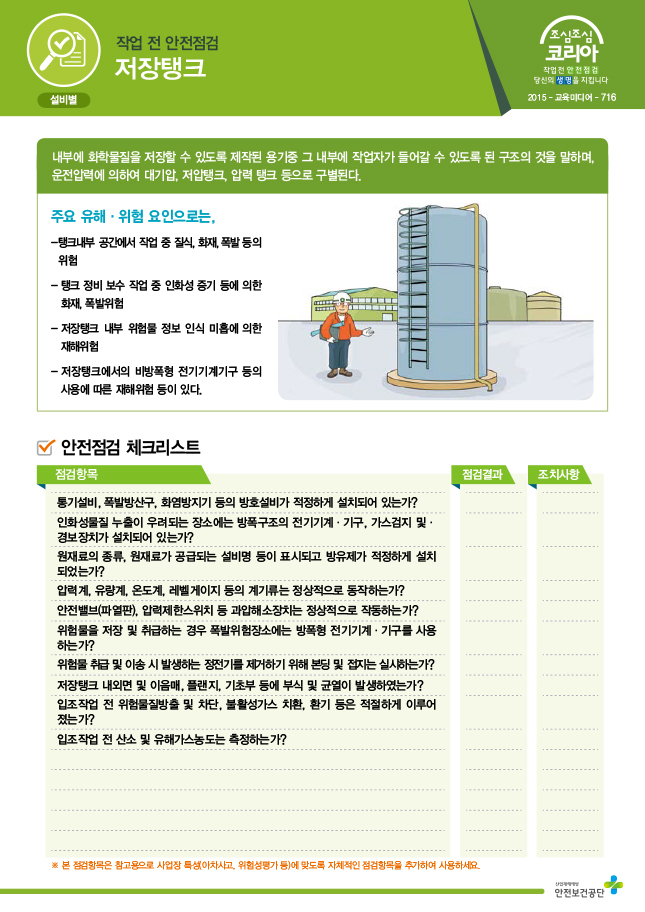 작업 전 안전점검
저장탱크
설비별
조심조심
코리아
작업전 안전점검
당신의 생명을 지킵니다
2015 - 교육미디어 - 716
내부에 화학물질을 저장할 수 있도록 제작된 용기중 그 내부에 작업자가 들어갈 수 있도록 된 구조의 것을 말하며,
운전압력에 의하여 대기압, 저압탱크, 압력 탱크 등으로 구별된다.
주요 유해 · 위험 요인으로는,
-탱크내부 공간에서 작업 중 질식, 화재, 폭발 등의
위험
- 탱크 정비 보수 작업 중 인화성 증기 등에 의한
화재, 폭발위험
- 저장탱크 내부 위험물 정보 인식 미흡에 의한
재해위험
- 저장탱크에서의 비방폭형 전기기계기구 등의
사용에 따른 재해위험 등이 있다.
안전점검 체크리스트
점검항목 점검결과 조치사항
통기설비, 폭발방산구, 화염방지기 등의 방호설비가 적정하게 설치되어 있는가?
인화성물질 누출이 우려되는 장소에는 방폭구조의 전기기계 · 기구, 가스검지 및 ·
경보장치가 설치되어 있는가?
원재료의 종류, 원재료가 공급되는 설비명 등이 표시되고 방유제가 적정하게 설치
되었는가?
압력계, 유량계, 온도계, 레벨게이지 등의 계기류는 정상적으로 동작하는가?
안전밸브(파열판), 압력제한스위치 등 과압해소장치는 정상적으로 작동하는가?
위험물을 저장 및 취급하는 경우 폭발위험장소에는 방폭형 전기기계 · 기구를 사용
하는가?
위험물 취급 및 이송 시 발생하는 정전기를 제거하기 위해 본딩 및 접지는 실시하는가?
저장탱크 내외면 및 이음매, 플랜지, 기초부 등에 부식 및 균열이 발생하였는가?
입조작업 전 위험물질방출 및 차단, 불활성가스 치환, 환기 등은 적절하게 이루어
졌는가?
입조작업 전 산소 및 유해가스농도는 측정하는가?
※ 본 점검항목은 참고용으로 사업장 특성(아차사고, 위험성평가 등)에 맞도록 자체적인 점검항목을 추가하여 사용하세요.
산업재해예방
안전보건공단